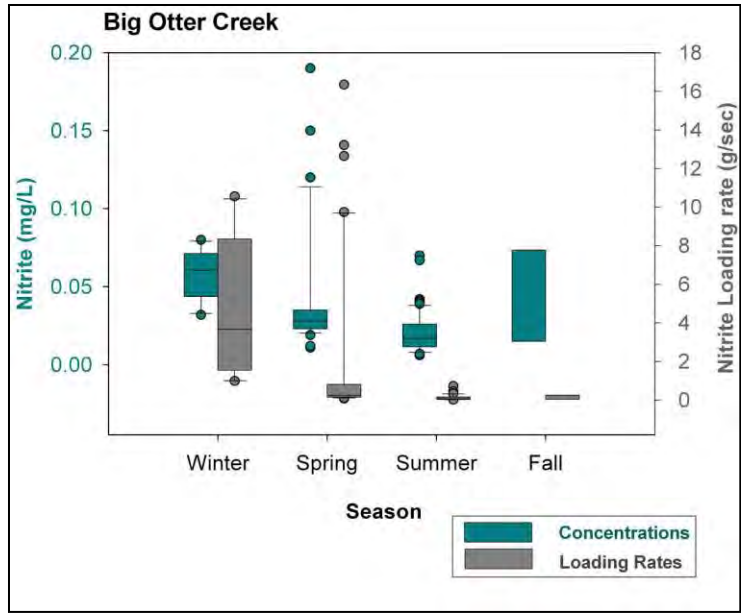 Big Otter Creek
Nitrite (mg/L)
0.20
0.15
0.10
0.05
0.00
18
16
14
12
10
8
6
4
2
0
Nitrite Loading rate (g/sec)
Winter
Spring
Summer
Fall
Season
Concentrations
Loading Rates